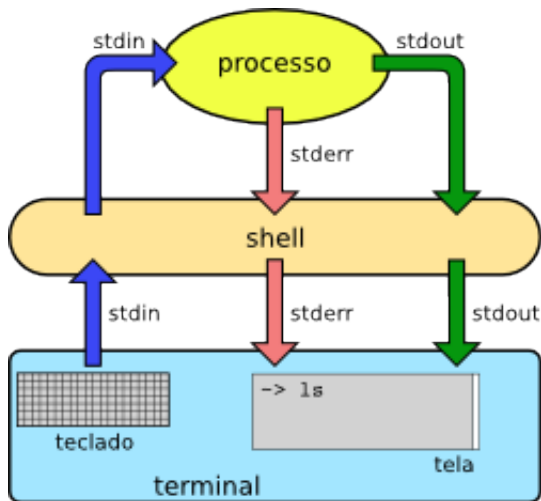 stdin
stdout
processo
stderr
shell
stdin
stderr
stdout
-> ls
teclado
tela
terminal